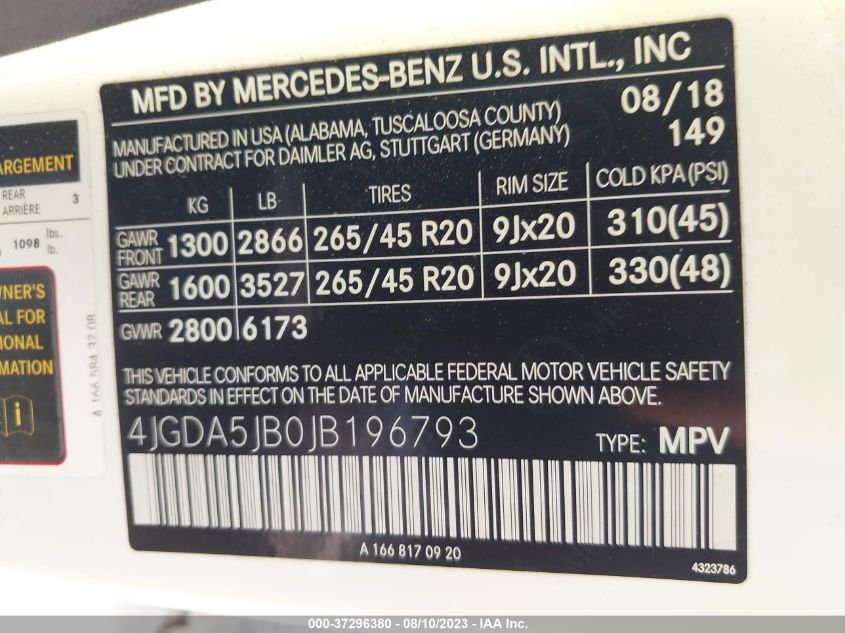 MFD BY MERCEDES-BENZ U.S. INTL., INC
08/18
MANUFACTURED IN USA (ALABAMA, TUSCALOOSA COUNTY)
UNDER CONTRACT FOR DAIMLER AG, STUTTGART (GERMANY)
149
KG LB TIRES RIM SIZE COLD KPA (PSI)
GAWR FRONT 1300 2866 265/45 R20 9Jx20 310(45)
GAWR REAR 1600 3527 265/45 R20 9Jx20 330(48)
GVWR 2800 6173
THIS VEHICLE CONFORMS TO ALL APPLICABLE FEDERAL MOTOR VEHICLE SAFETY
STANDARDS IN EFFECT ON THE DATE OF MANUFACTURE SHOWN ABOVE.
4JGDA5JB0JB196793 TYPE: MPV
A 166 817 09 20
4323786
ARGEMENT
REAR 3
ARRIÈRE
1098 lbs.
lb.
NER'S
AL FOR
IONAL
MATION
A 166 584 37 08
000-37296380 - 08/10/2023 - IAA Inc.